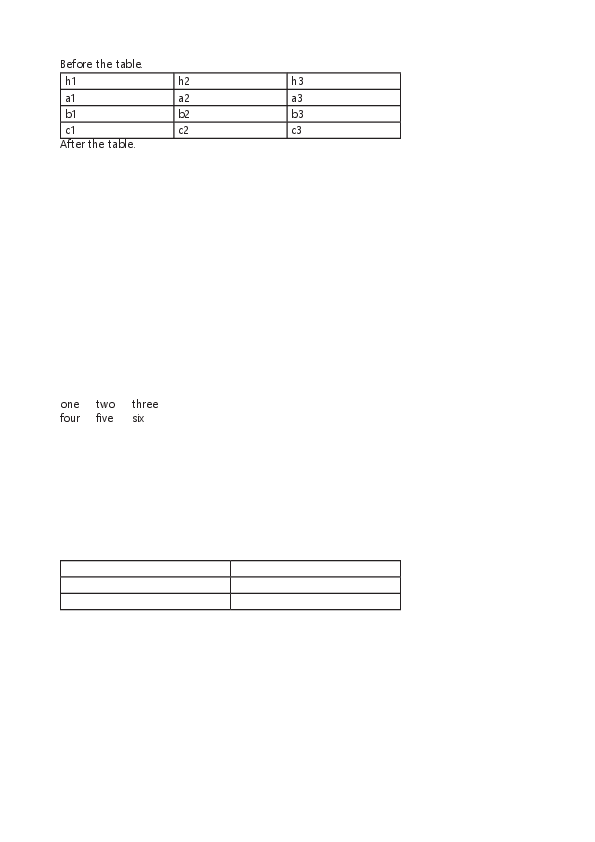 Before the table.
h1 h2 h3
a1 a2 a3
b1 b2 b3
c1 c2 c3
After the table.
one two three
four five six